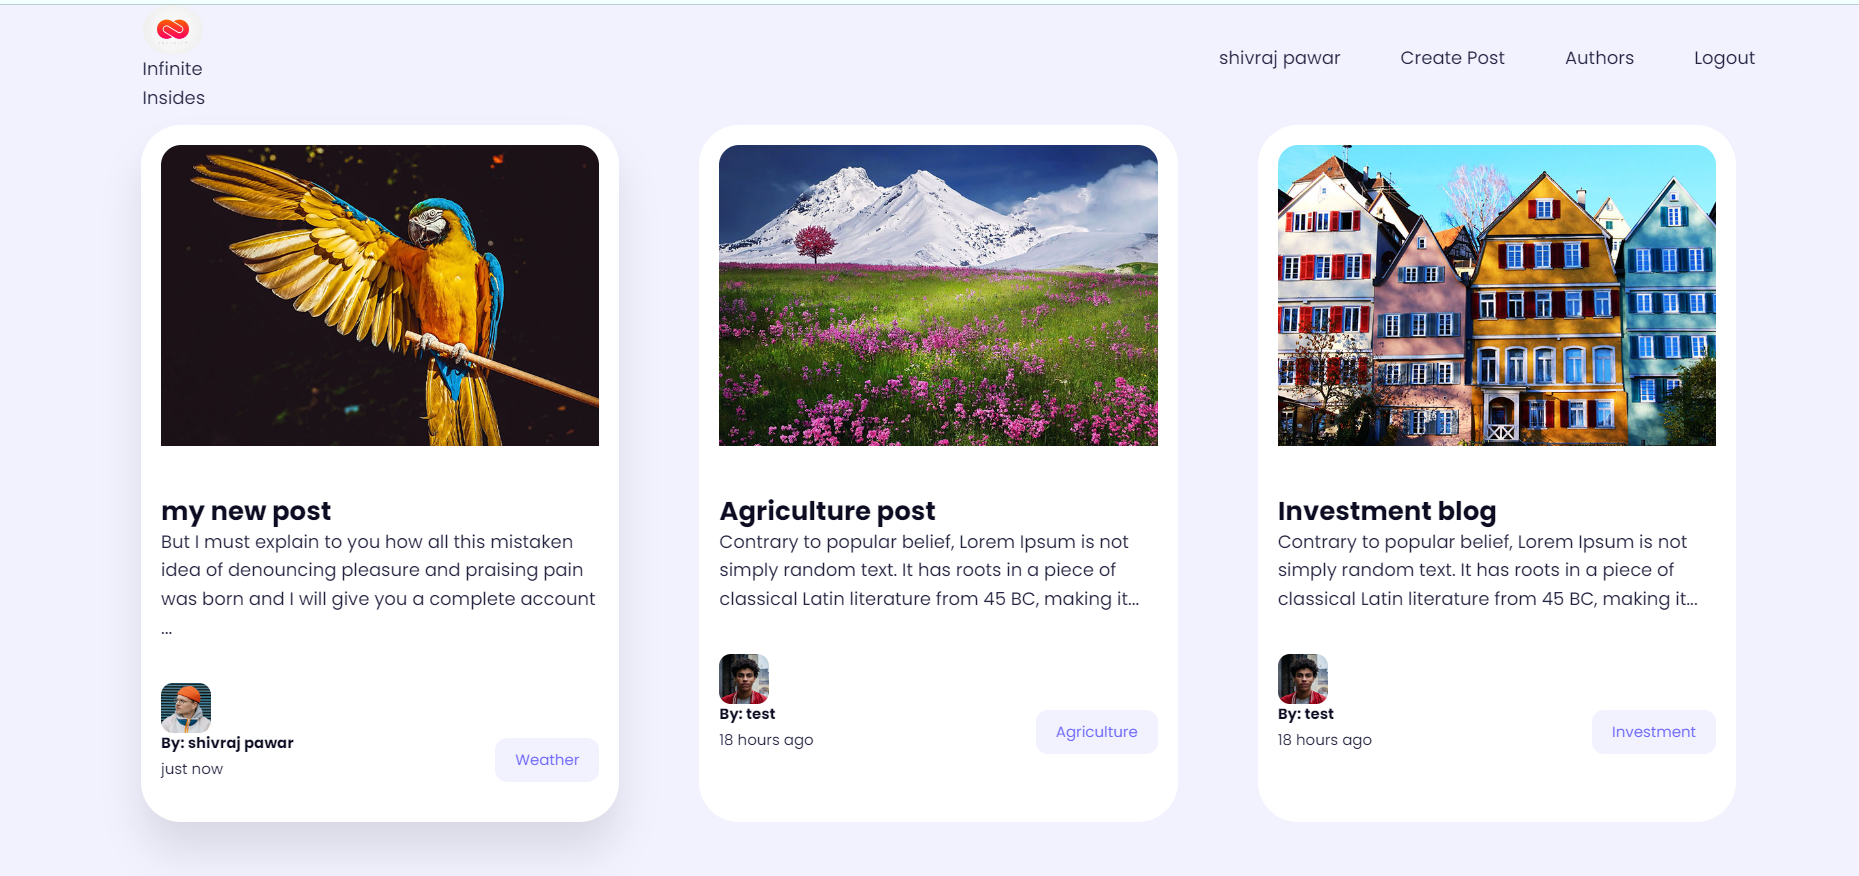 Infinite
Insides
shivraj pawar
Create Post
Authors
Logout
my new post
But I must explain to you how all this mistaken
idea of denouncing pleasure and praising pain
was born and I will give you a complete account
...
By: shivraj pawar
just now
Weather
Agriculture post
Contrary to popular belief, Lorem Ipsum is not
simply random text. It has roots in a piece of
classical Latin literature from 45 BC, making it...
By: test
18 hours ago
Agriculture
Investment blog
Contrary to popular belief, Lorem Ipsum is not
simply random text. It has roots in a piece of
classical Latin literature from 45 BC, making it...
By: test
18 hours ago
Investment